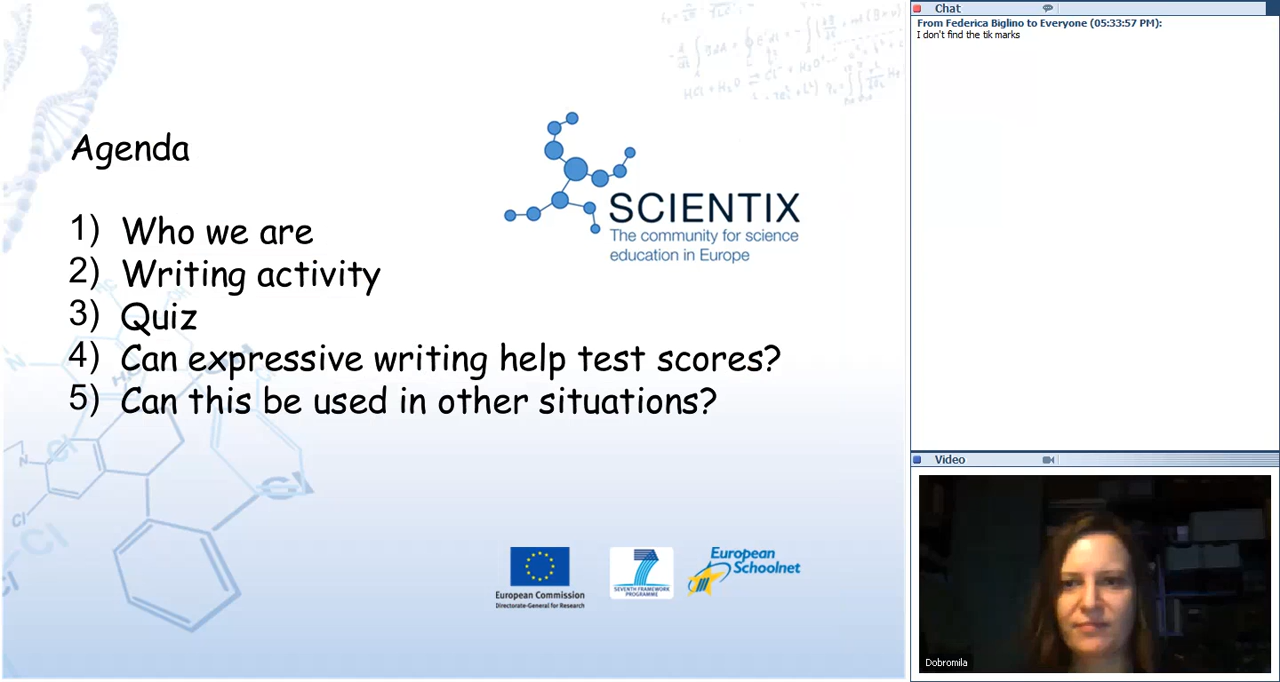 Agenda
1) Who we are
2) Writing activity
3) Quiz
4) Can expressive writing help test scores?
5) Can this be used in other situations?
SCIENTIX
The community for science
education in Europe
European Commission
Directorate-General for Research
7
SEVENTH FRAMEWORK
PROGRAMME
European
Schoolnet
Chat
From Federica Biglino to Everyone (05:33:57 PM):
I don't find the tik marks
Video
Dobromila
Cl
Cl